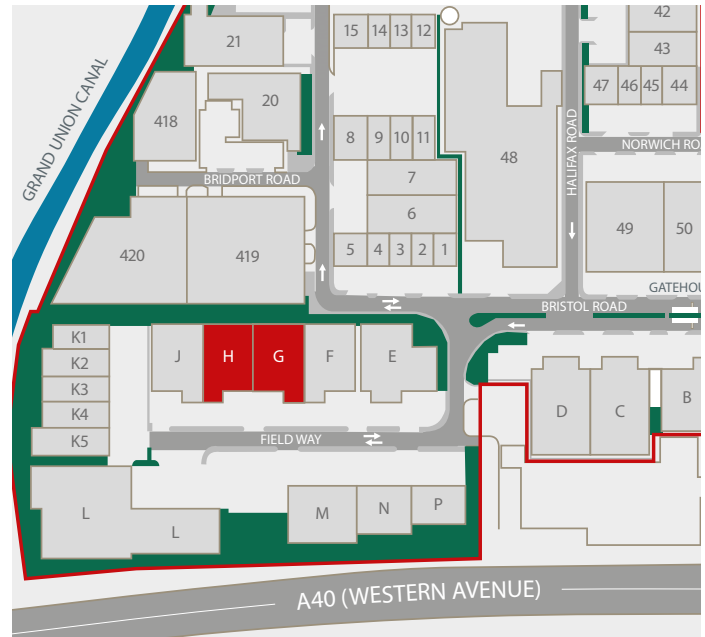 42
21
15 14 13 12
43
47 46 45 44
20
418
8 9 10 11
48
HALIFAX ROAD
NORWICH RO
GRAND UNION CANAL
BRIDPORT ROAD
7
6
49 50
420 419
5 4 3 2 1
GATEHOU
BRISTOL ROAD
K1
K2
K3
K4
K5
J H G F E
D C B
FIELD WAY
L
L
M N P
A40 (WESTERN AVENUE)